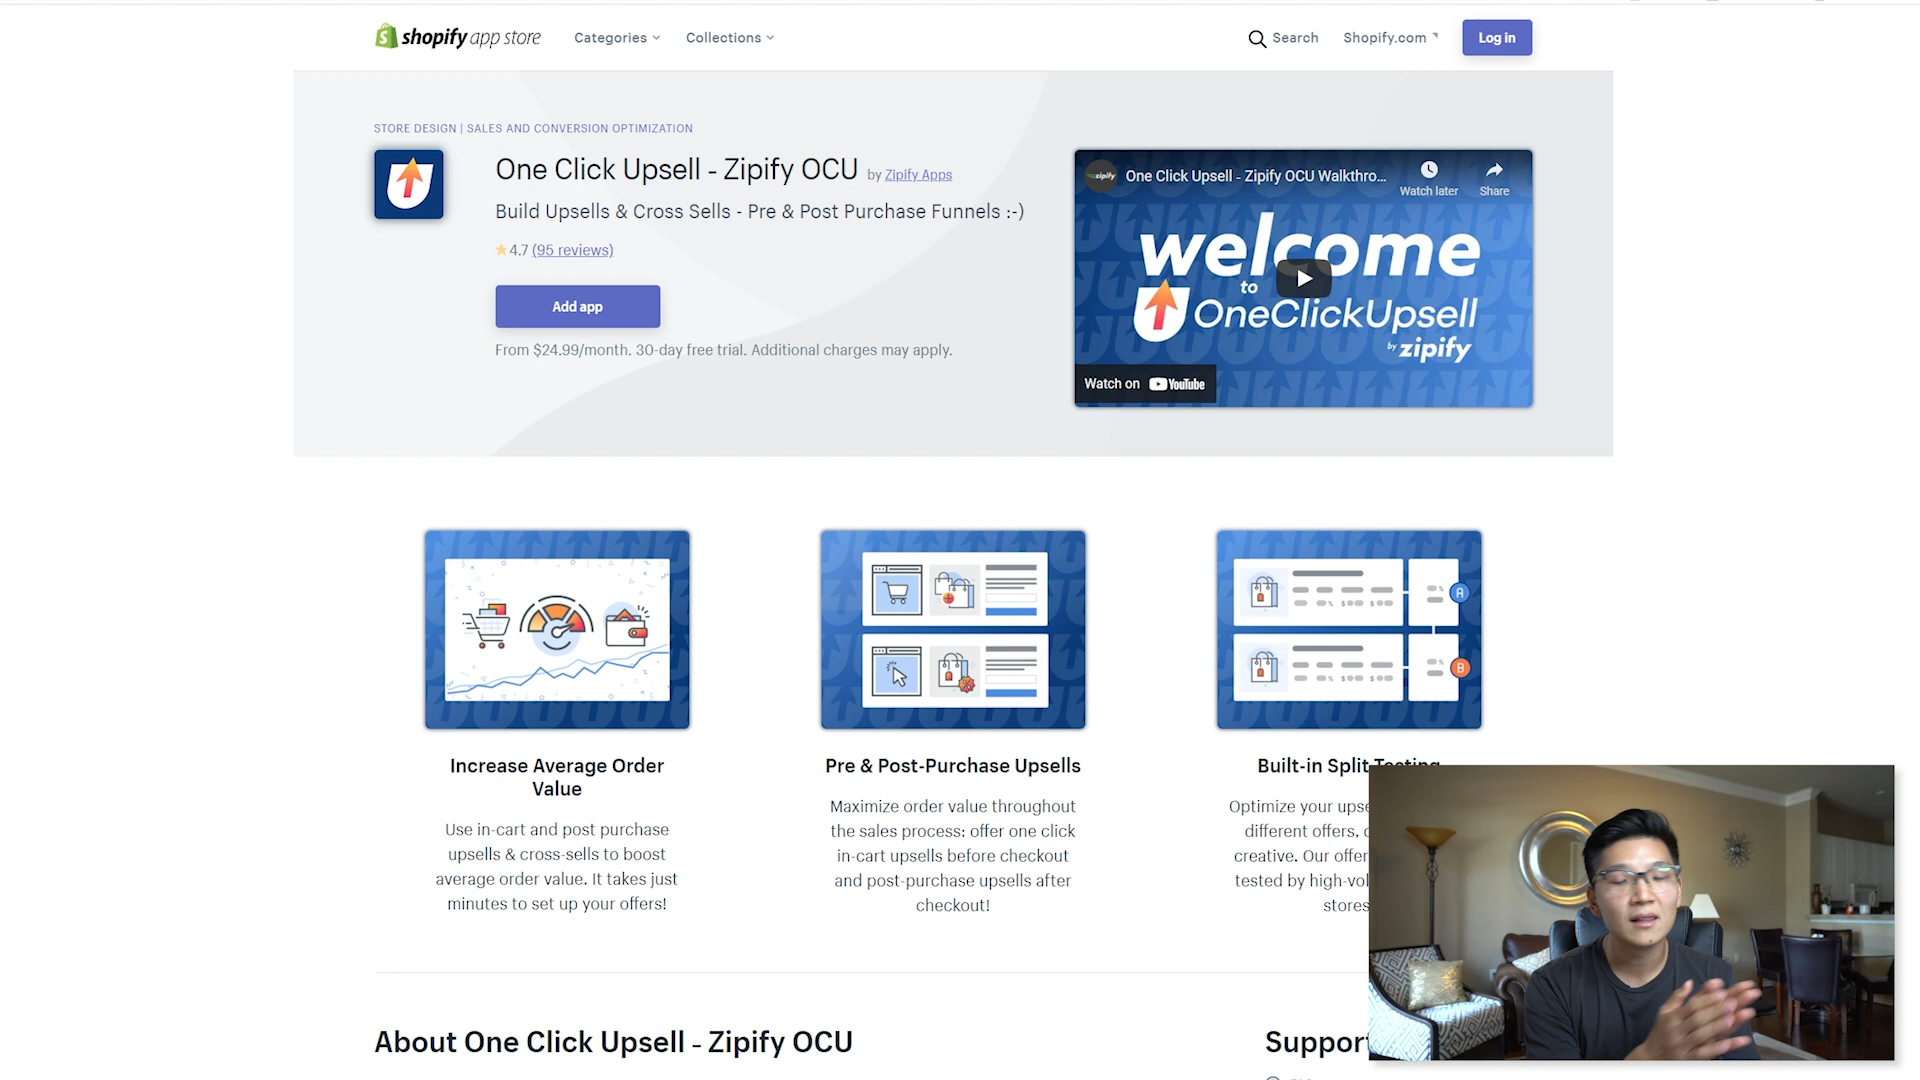 shopify app store
Categories
Collections
Search
Shopify.com
Log in
STORE DESIGN | SALES AND CONVERSION OPTIMIZATION
One Click Upsell - Zipify OCU by Zipify Apps
Build Upsells & Cross Sells - Pre & Post Purchase Funnels :-)
4.7 (95 reviews)
Add app
From $24.99/month. 30-day free trial. Additional charges may apply.
zipify
One Click Upsell - Zipify OCU Walkthro...
Watch later
Share
welcome
to
OneClickUpsell
by zipify
Watch on YouTube
A
B
Increase Average Order
Value
Use in-cart and post purchase
upsells & cross-sells to boost
average order value. It takes just
minutes to set up your offers!
Pre & Post-Purchase Upsells
Maximize order value throughout
the sales process: offer one click
in-cart upsells before checkout
and post-purchase upsells after
checkout!
Built-in Split Testing
Optimize your upse
different offers,
creative. Our offer
tested by high-vol
stores
About One Click Upsell - Zipify OCU
Support